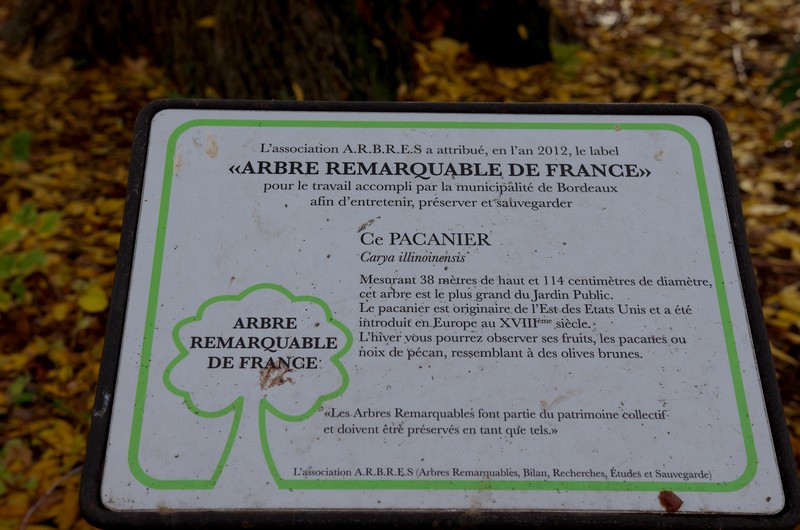 L'association A.R.B.R.E.S a attribué, en l'an 2012, le label
«ARBRE REMARQUABLE DE FRANCE»
pour le travail accompli par la municipalité de Bordeaux
afin d'entretenir, préserver et sauvegarder
Ce PACANIER
Carya illinoinensis
Mesurant 38 mètres de haut et 114 centimètres de diamètre,
cet arbre est le plus grand du Jardin Public.
Le pacanier est originaire de l'Est des Etats Unis et a été
introduit en Europe au XVIIIème siècle.
L'hiver vous pourrez observer ses fruits, les pacanes ou
noix de pécan, ressemblant à des olives brunes.
ARBRE
REMARQUABLE
DE FRANCE
«Les Arbres Remarquables font partie du patrimoine collectif
et doivent être préservés en tant que tels.»
L'association A.R.B.R.E.S (Arbres Remarquables, Bilan, Recherches, Études et Sauvegarde)